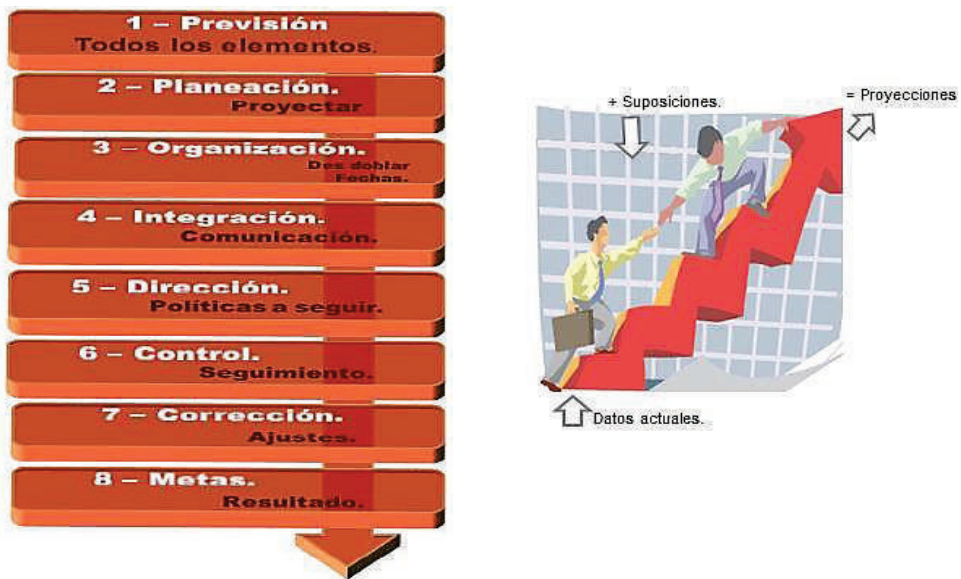 1 – Previsión
Todos los elementos.
2 – Planeación.
Proyectar
3 – Organización.
Des doblar
Fechas.
4 – Integración.
Comunicación.
5 – Dirección.
Políticas a seguir.
6 – Control.
Seguimiento.
7 – Corrección.
Ajustes.
8 – Metas.
Resultado.
+ Suposiciones.
= Proyecciones
Datos actuales.